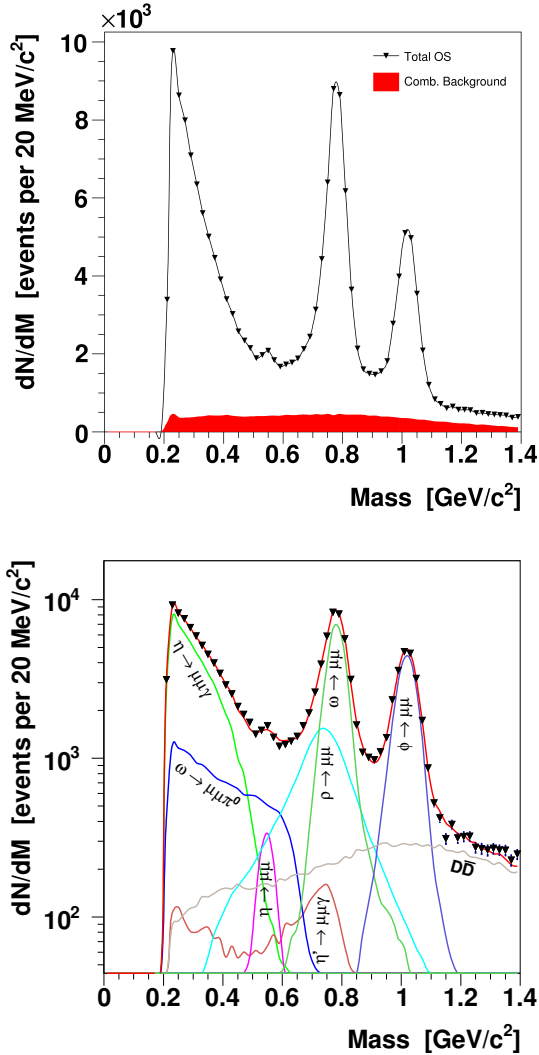 ×10³
dN/dM [events per 20 MeV/c²]
10
8
6
4
2
0
Total OS
Comb. Background
0 0.2 0.4 0.6 0.8 1 1.2 1.4
Mass [GeV/c²]
dN/dM [events per 20 MeV/c²]
10⁴
10³
10²
η → μμγ
ω → μμπ⁰
η → μμ
ρ → μμ
ω → μμ
η' → μμγ
φ → μμ
DD̅
0 0.2 0.4 0.6 0.8 1 1.2 1.4
Mass [GeV/c²]